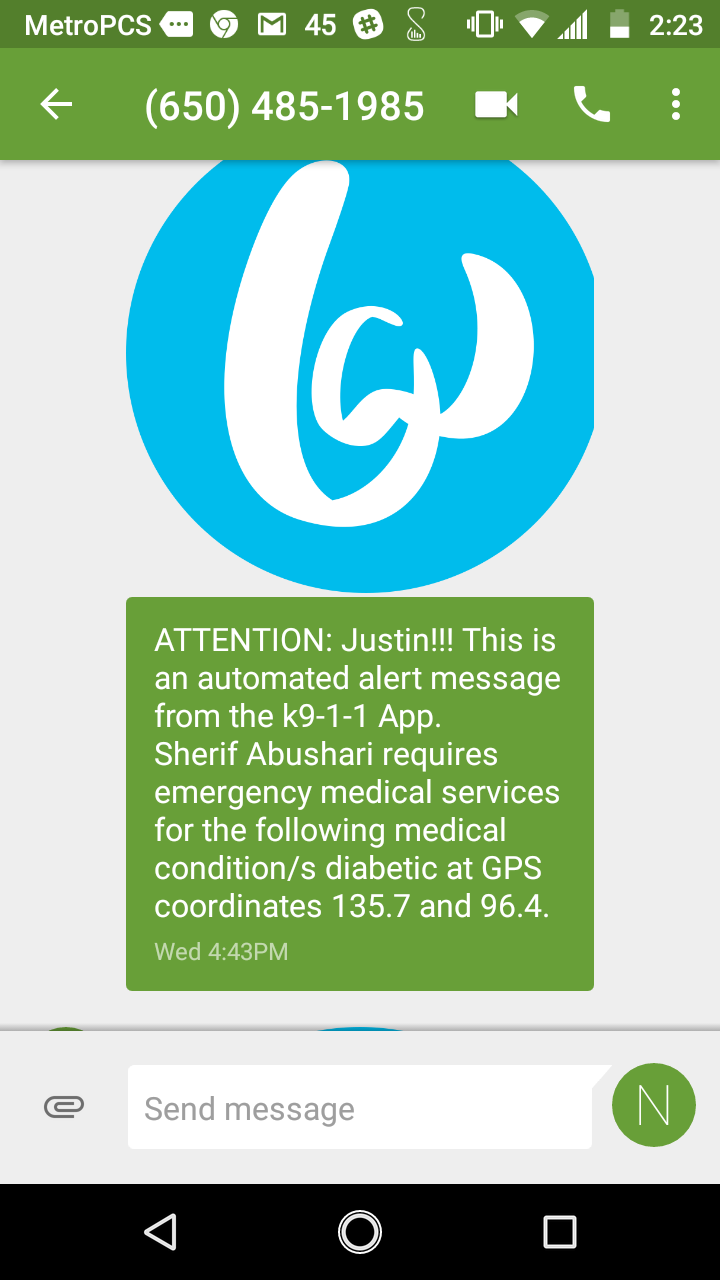 MetroPCS 45 2:23
(650) 485-1985
ATTENTION: Justin!!! This is
an automated alert message
from the k9-1-1 App.
Sherif Abushari requires
emergency medical services
for the following medical
condition/s diabetic at GPS
coordinates 135.7 and 96.4.
Wed 4:43PM
Send message
N